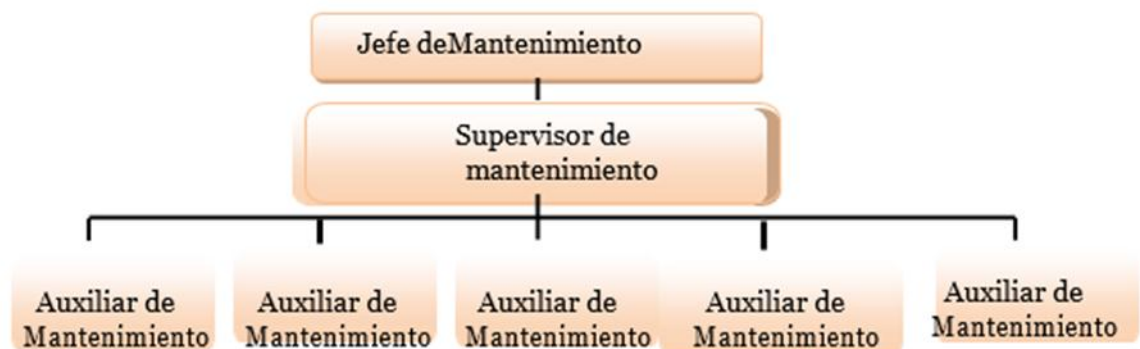 Jefe deMantenimiento
Supervisor de
mantenimiento
Auxiliar de
Mantenimiento
Auxiliar de
Mantenimiento
Auxiliar de
Mantenimiento
Auxiliar de
Mantenimiento
Auxiliar de
Mantenimiento